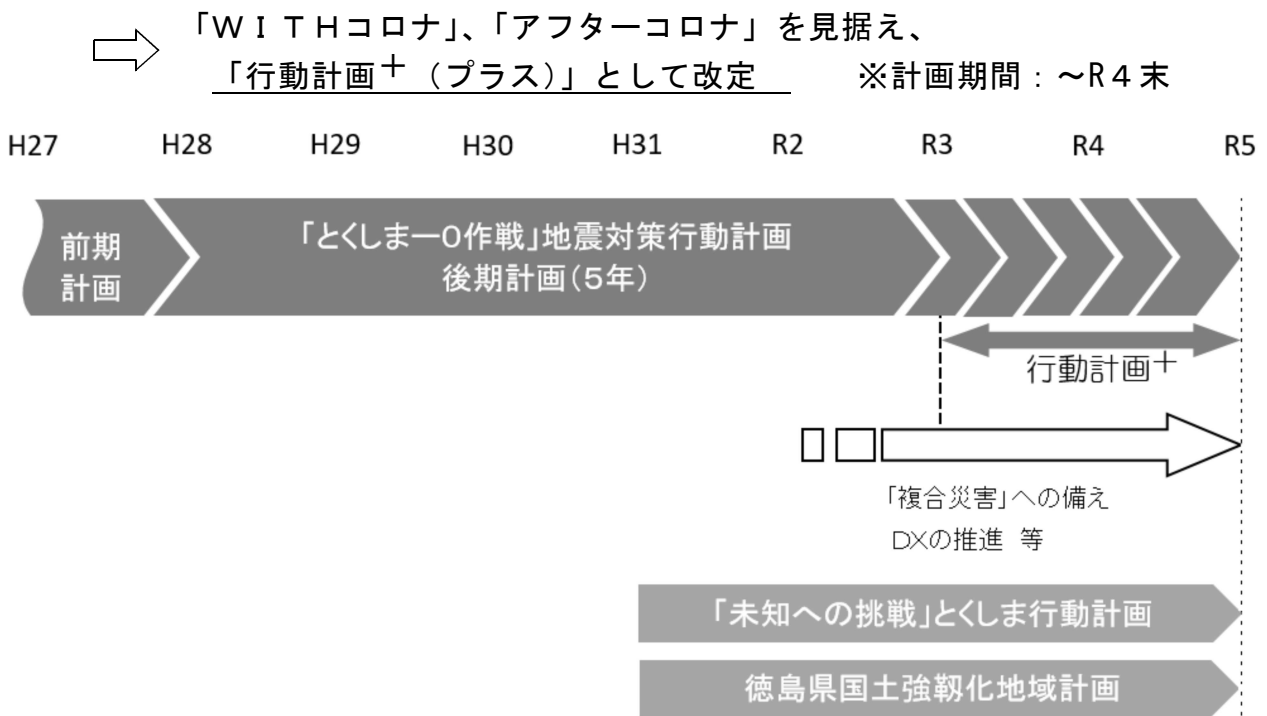 「ＷＩＴＨコロナ」、「アフターコロナ」を見据え、
「行動計画＋（プラス）」として改定　※計画期間：～R４末
H27 H28 H29 H30 H31 R2 R3 R4 R5
前期
計画
「とくしまー0作戦」地震対策行動計画
後期計画(5年)
行動計画＋
「複合災害」への備え
DXの推進 等
「未知への挑戦」とくしま行動計画
徳島県国土強靱化地域計画